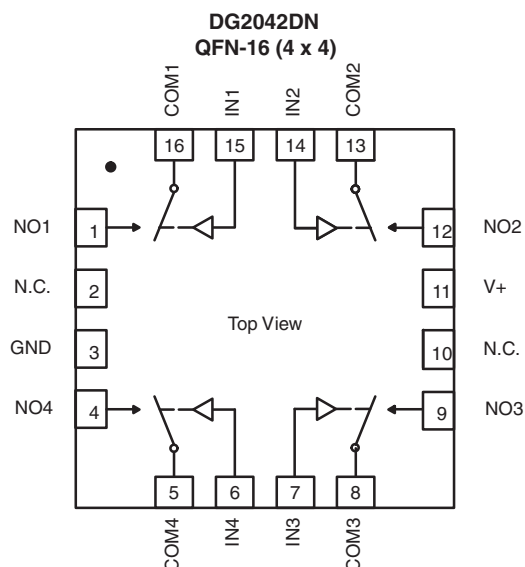 DG2042DN
QFN-16 (4 x 4)
COM1 IN1 IN2 COM2
16 15 14 13
NO1 1 12 NO2
N.C. 2 11 V+
Top View
GND 3 10 N.C.
NO4 4 9 NO3
5 6 7 8
COM4 IN4 IN3 COM3